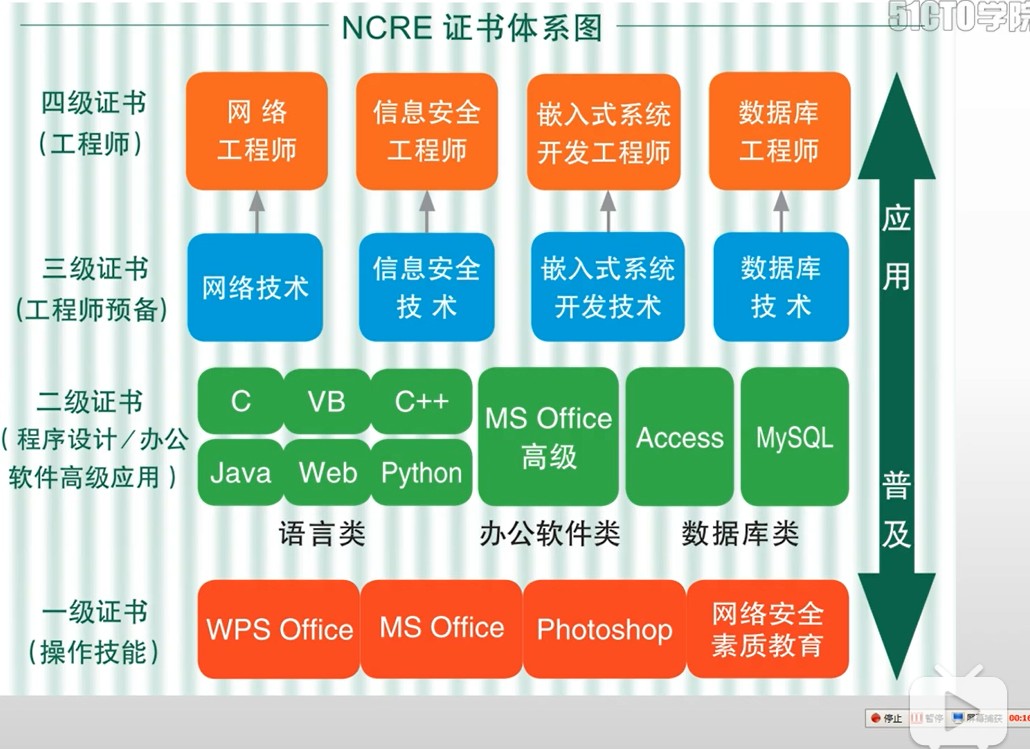 51CTO学院
NCRE 证书体系图
四级证书
(工程师)
网 络
工程师
信息安全
工程师
嵌入式系统
开发工程师
数据库
工程师
应
用
三级证书
(工程师预备)
网络技术
信息安全
技 术
嵌入式系统
开发技术
数据库
技 术
二级证书
( 程序设计/办公
软件高级应用 )
C
VB
C++
Java
Web
Python
MS Office
高级
Access
MySQL
语言类
办公软件类
数据库类
普
及
一级证书
(操作技能)
WPS Office
MS Office
Photoshop
网络安全
素质教育
停止
暂停
屏幕捕获
00:16